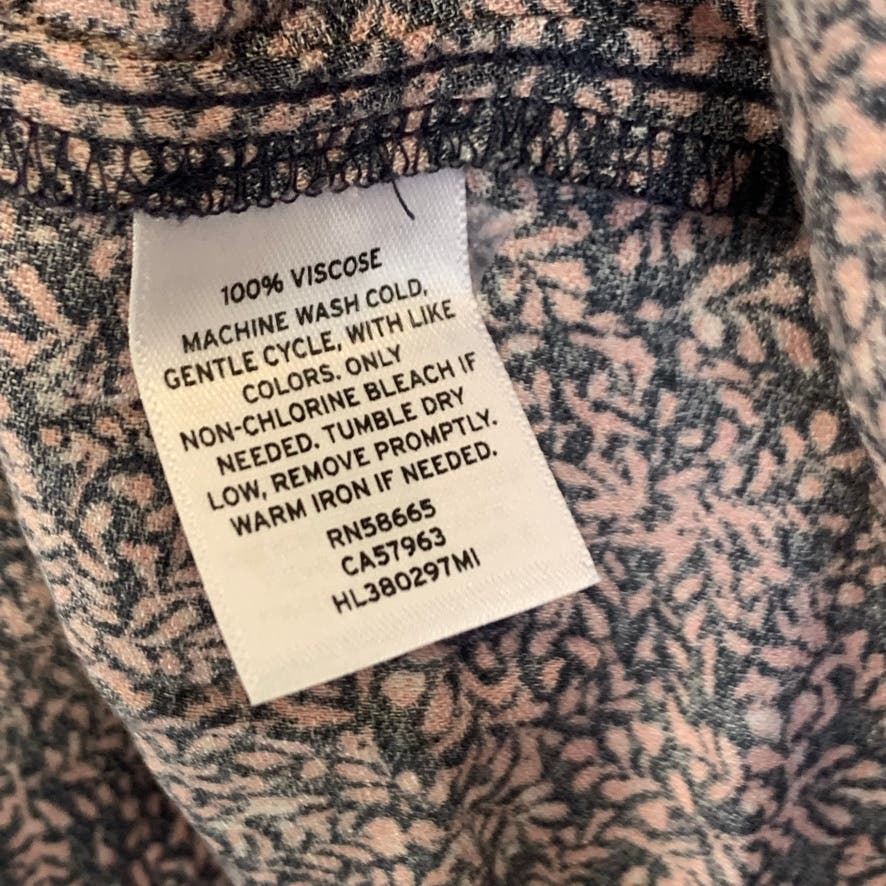 100% VISCOSE
MACHINE WASH COLD,
GENTLE CYCLE, WITH LIKE
COLORS. ONLY
NON-CHLORINE BLEACH IF
NEEDED. TUMBLE DRY
LOW, REMOVE PROMPTLY.
WARM IRON IF NEEDED.
RN58665
CA57963
HL380297MI